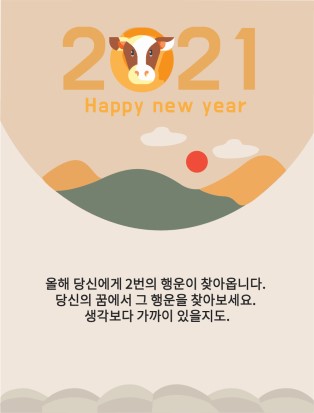 2021
Happy new year
올해 당신에게 2번의 행운이 찾아옵니다.
당신의 꿈에서 그 행운을 찾아보세요.
생각보다 가까이 있을지도.